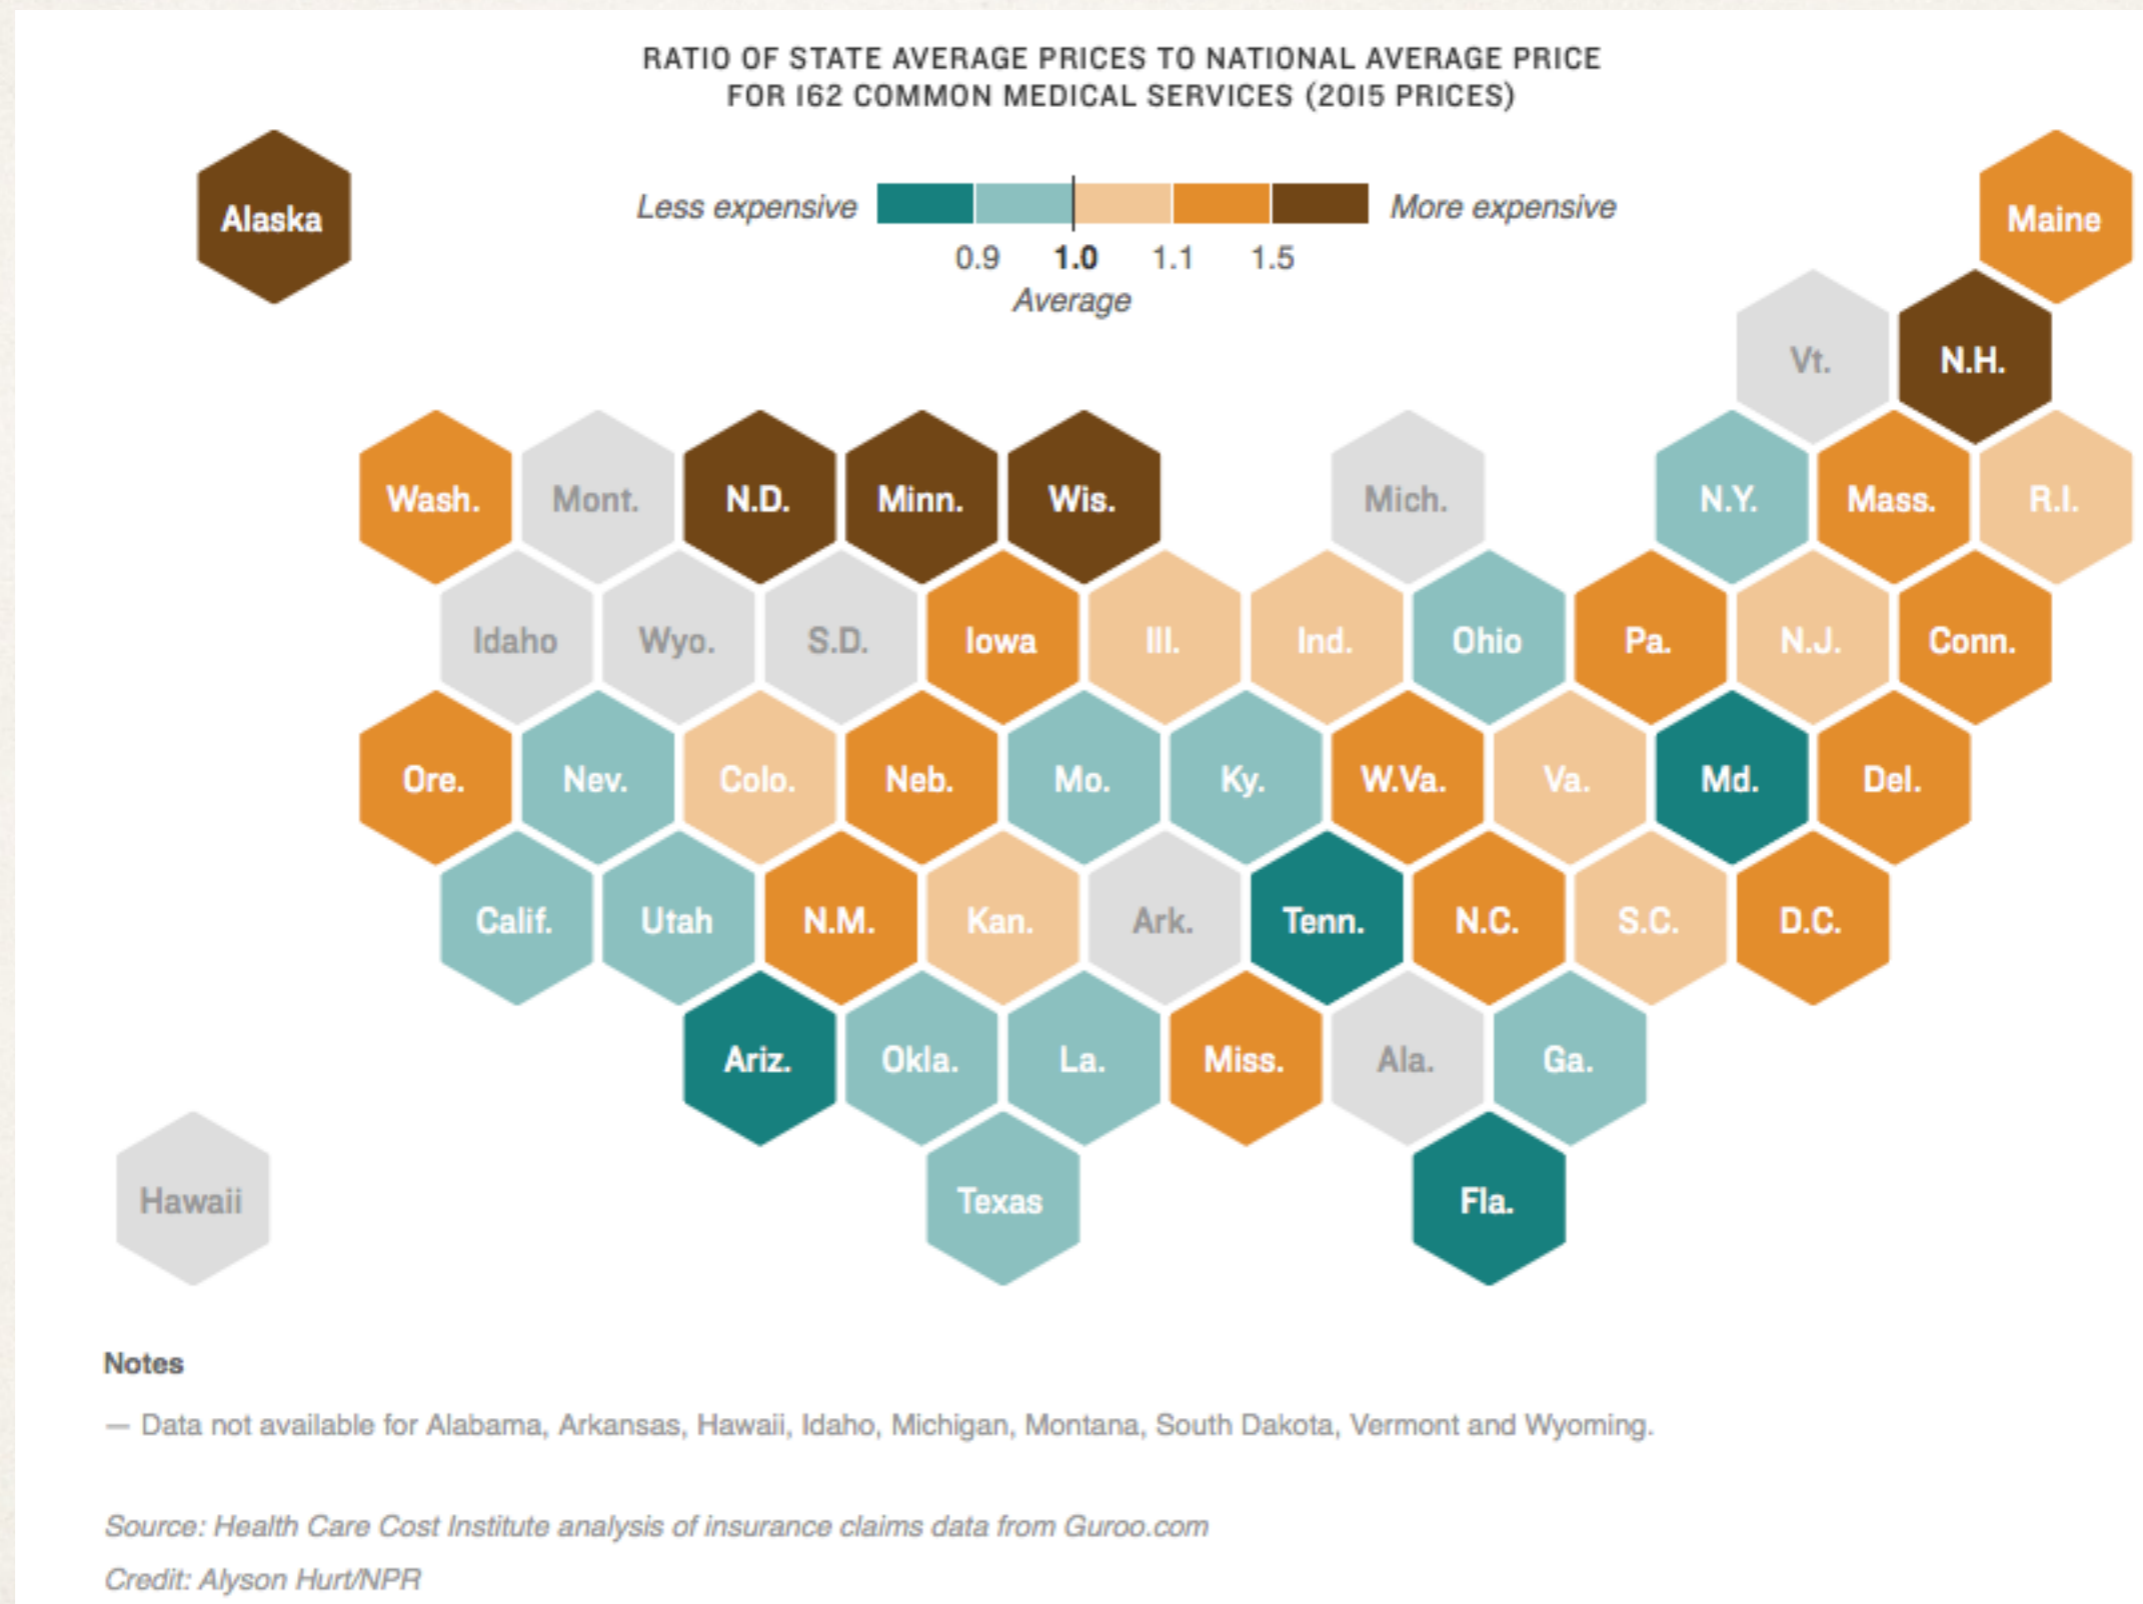 RATIO OF STATE AVERAGE PRICES TO NATIONAL AVERAGE PRICE
FOR 162 COMMON MEDICAL SERVICES (2015 PRICES)
Less expensive
More expensive
0.9 1.0 1.1 1.5
Average
Alaska
Maine
Vt. N.H.
Wash. Mont. N.D. Minn. Wis. Mich. N.Y. Mass. R.I.
Idaho Wyo. S.D. Iowa Ill. Ind. Ohio Pa. N.J. Conn.
Ore. Nev. Colo. Neb. Mo. Ky. W.Va. Va. Md. Del.
Calif. Utah N.M. Kan. Ark. Tenn. N.C. S.C. D.C.
Ariz. Okla. La. Miss. Ala. Ga.
Hawaii Texas Fla.
Notes
— Data not available for Alabama, Arkansas, Hawaii, Idaho, Michigan, Montana, South Dakota, Vermont and Wyoming.
Source: Health Care Cost Institute analysis of insurance claims data from Guroo.com
Credit: Alyson Hurt/NPR